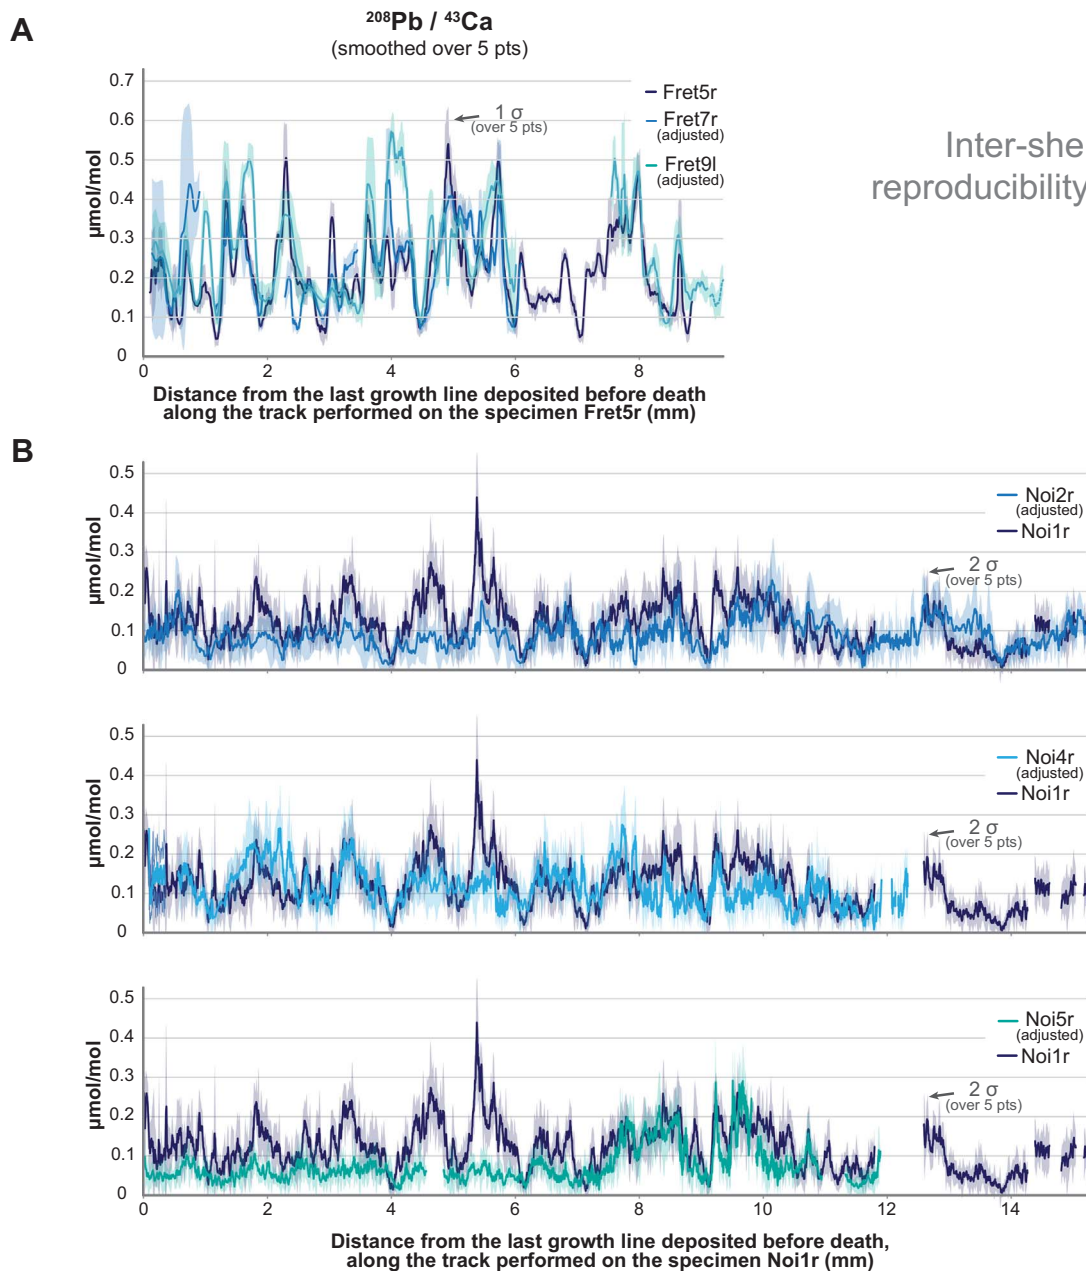 A
²⁰⁸Pb / ⁴³Ca
(smoothed over 5 pts)
0.7
0.6
0.5
0.4
0.3
0.2
0.1
0
µmol/mol
1 σ
(over 5 pts)
Fret5r
Fret7r
(adjusted)
Fret9l
(adjusted)
0 2 4 6 8
Distance from the last growth line deposited before death
along the track performed on the specimen Fret5r (mm)
Inter-she
reproducibility
B
0.5
0.4
0.3
0.2
0.1
0
µmol/mol
Noi2r
(adjusted)
Noi1r
2 σ
(over 5 pts)
0.5
0.4
0.3
0.2
0.1
0
µmol/mol
Noi4r
(adjusted)
Noi1r
2 σ
(over 5 pts)
0.5
0.4
0.3
0.2
0.1
0
µmol/mol
Noi5r
(adjusted)
Noi1r
2 σ
(over 5 pts)
0 2 4 6 8 10 12 14
Distance from the last growth line deposited before death,
along the track performed on the specimen Noi1r (mm)